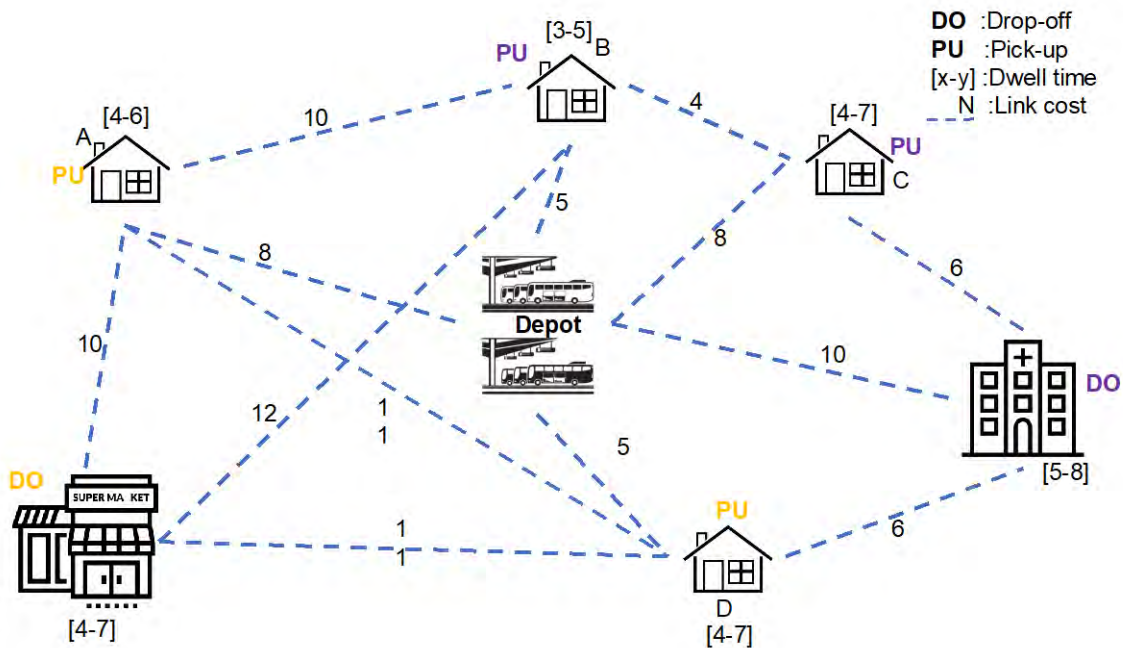 DO :Drop-off
PU :Pick-up
[x-y] :Dwell time
N :Link cost
[3-5]
PU
B
10
4
[4-6]
A
PU
[4-7]
PU
C
5
8
8
6
Depot
10
10
12
1
1
5
DO
DO
SUPER MA KET
[5-8]
PU
6
1
1
D
[4-7]
[4-7]